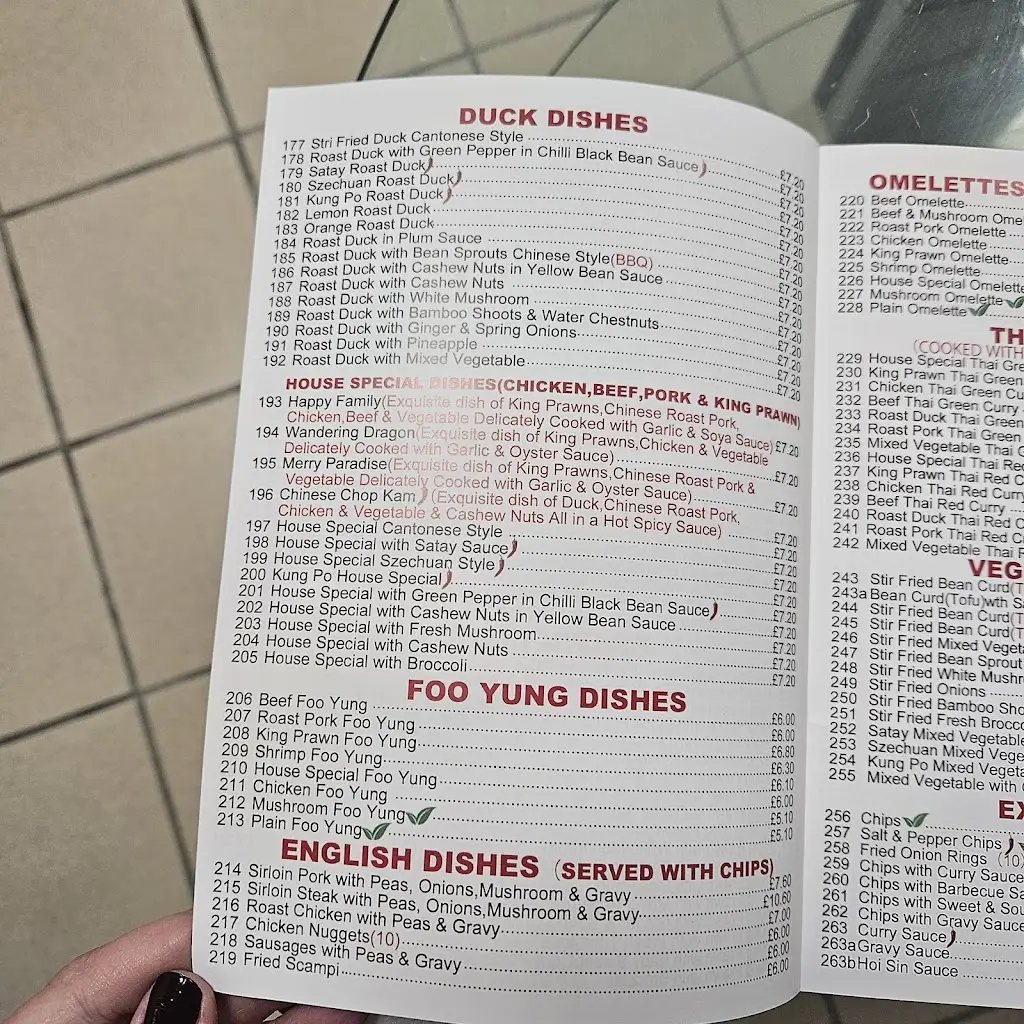 DUCK DISHES
177 Stri Fried Duck Cantonese Style £7.20
178 Roast Duck with Green Pepper in Chilli Black Bean Sauce £7.20
179 Satay Roast Duck £7.20
180 Szechuan Roast Duck £7.20
181 Kung Po Roast Duck £7.20
182 Lemon Roast Duck £7.20
183 Orange Roast Duck £7.20
184 Roast Duck in Plum Sauce £7.20
185 Roast Duck with Bean Sprouts Chinese Style(BBQ) £7.20
186 Roast Duck with Cashew Nuts in Yellow Bean Sauce £7.20
187 Roast Duck with Cashew Nuts £7.20
188 Roast Duck with White Mushroom £7.20
189 Roast Duck with Bamboo Shoots & Water Chestnuts £7.20
190 Roast Duck with Ginger & Spring Onions £7.20
191 Roast Duck with Pineapple £7.20
192 Roast Duck with Mixed Vegetable £7.20
HOUSE SPECIAL DISHES(CHICKEN,BEEF,PORK & KING PRAWN)
193 Happy Family(Exquisite dish of King Prawns,Chinese Roast Pork,
Chicken,Beef & Vegetable Delicately Cooked with Garlic & Soya Sauce) £7.20
194 Wandering Dragon(Exquisite dish of King Prawns,Chicken & Vegetable
Delicately Cooked with Garlic & Oyster Sauce) £7.20
195 Merry Paradise(Exquisite dish of King Prawns,Chinese Roast Pork &
Vegetable Delicately Cooked with Garlic & Oyster Sauce) £7.20
196 Chinese Chop Kam (Exquisite dish of Duck,Chinese Roast Pork,
Chicken & Vegetable & Cashew Nuts All in a Hot Spicy Sauce) £7.20
197 House Special Cantonese Style £7.20
198 House Special with Satay Sauce £7.20
199 House Special Szechuan Style £7.20
200 Kung Po House Special £7.20
201 House Special with Green Pepper in Chilli Black Bean Sauce £7.20
202 House Special with Cashew Nuts in Yellow Bean Sauce £7.20
203 House Special with Fresh Mushroom £7.20
204 House Special with Cashew Nuts £7.20
205 House Special with Broccoli £7.20
FOO YUNG DISHES
206 Beef Foo Yung £6.00
207 Roast Pork Foo Yung £6.00
208 King Prawn Foo Yung £6.80
209 Shrimp Foo Yung £6.30
210 House Special Foo Yung £6.10
211 Chicken Foo Yung £6.00
212 Mushroom Foo Yung £5.10
213 Plain Foo Yung £5.10
ENGLISH DISHES (SERVED WITH CHIPS)
214 Sirloin Pork with Peas, Onions,Mushroom & Gravy £7.60
215 Sirloin Steak with Peas, Onions,Mushroom & Gravy £10.60
216 Roast Chicken with Peas & Gravy £7.00
217 Chicken Nuggets(10) £6.00
218 Sausages with Peas & Gravy £6.00
219 Fried Scampi £6.00
OMELETTES
220 Beef Omelette
221 Beef & Mushroom Ome
222 Roast Pork Omelette
223 Chicken Omelette
224 King Prawn Omelette
225 Shrimp Omelette
226 House Special Omelette
227 Mushroom Omelette
228 Plain Omelette
TH
(COOKED WITH
229 House Special Thai Gre
230 King Prawn Thai Green
231 Chicken Thai Green Cu
232 Beef Thai Green Curry
233 Roast Duck Thai Green
234 Roast Pork Thai Green
235 Mixed Vegetable Thai G
236 House Special Thai Red
237 King Prawn Thai Red C
238 Chicken Thai Red Curry
239 Beef Thai Red Curry
240 Roast Duck Thai Red C
241 Roast Pork Thai Red C
242 Mixed Vegetable Thai R
VEG
243 Stir Fried Bean Curd(T
243a Bean Curd(Tofu)wth Sa
244 Stir Fried Bean Curd(T
245 Stir Fried Bean Curd(T
246 Stir Fried Mixed Vegeta
247 Stir Fried Bean Sprout
248 Stir Fried White Mushr
249 Stir Fried Onions
250 Stir Fried Bamboo Sho
251 Stir Fried Fresh Brocco
252 Satay Mixed Vegetable
253 Szechuan Mixed Vege
254 Kung Po Mixed Vegeta
255 Mixed Vegetable with
EX
256 Chips
257 Salt & Pepper Chips
258 Fried Onion Rings (10)
259 Chips with Curry Sauce
260 Chips with Barbecue Sa
261 Chips with Sweet & Sou
262 Chips with Gravy Sauce
263 Curry Sauce
263a Gravy Sauce
263b Hoi Sin Sauce